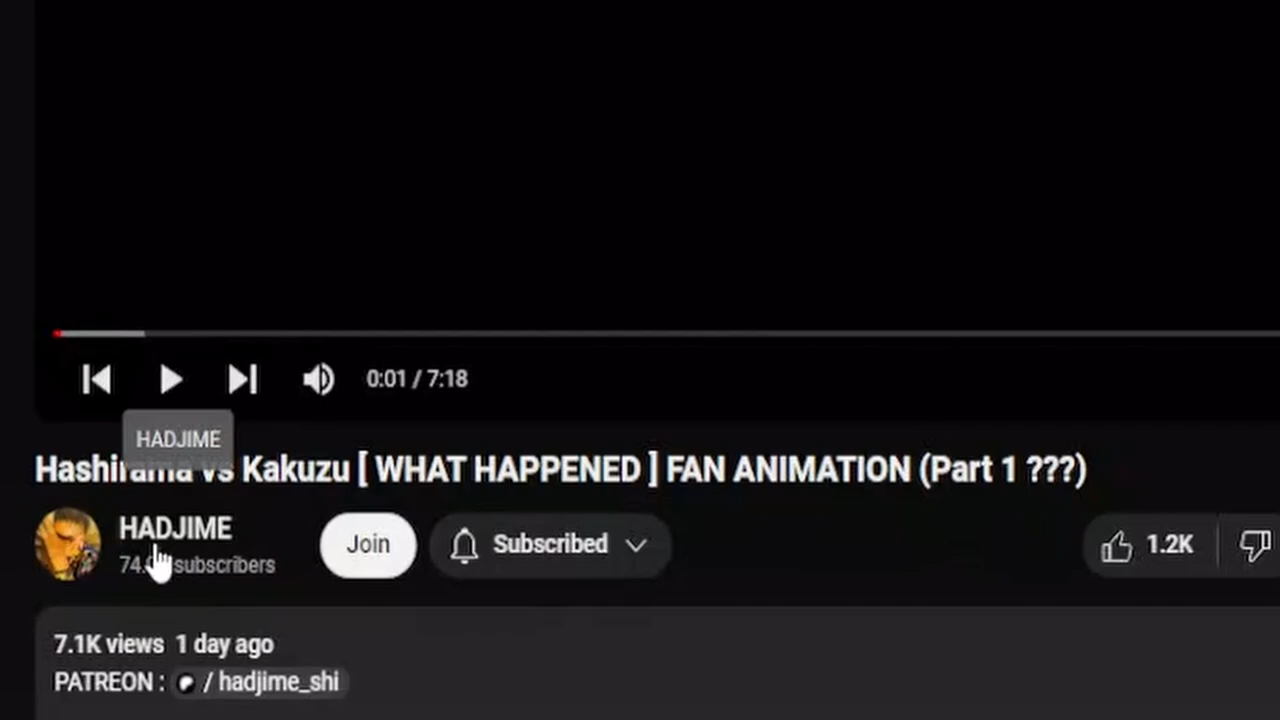 0:01 / 7:18
HADJIME
Hashirama vs Kakuzu [ WHAT HAPPENED ] FAN ANIMATION (Part 1 ???)
HADJIME
Join
Subscribed
1.2K
subscribers
7.1K views 1 day ago
PATREON : / hadjime_shi